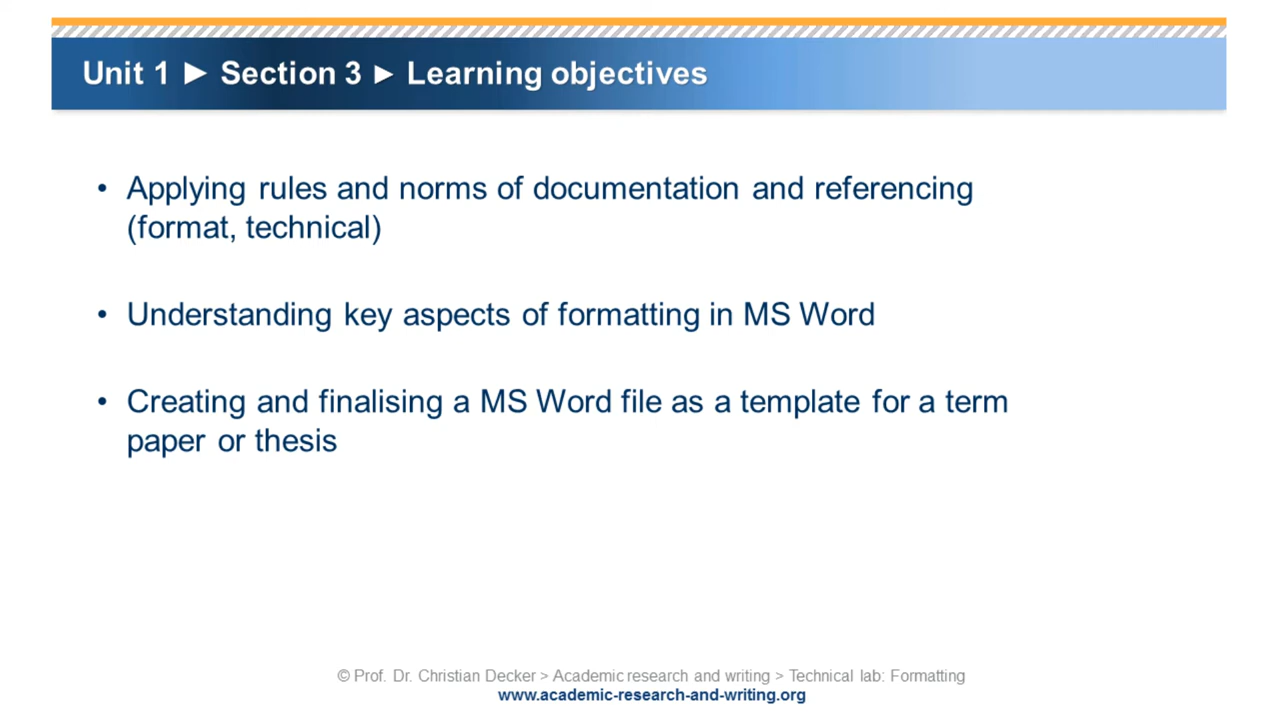 Unit 1 ► Section 3 ► Learning objectives
• Applying rules and norms of documentation and referencing
(format, technical)
• Understanding key aspects of formatting in MS Word
• Creating and finalising a MS Word file as a template for a term
paper or thesis
© Prof. Dr. Christian Decker > Academic research and writing > Technical lab: Formatting
www.academic-research-and-writing.org